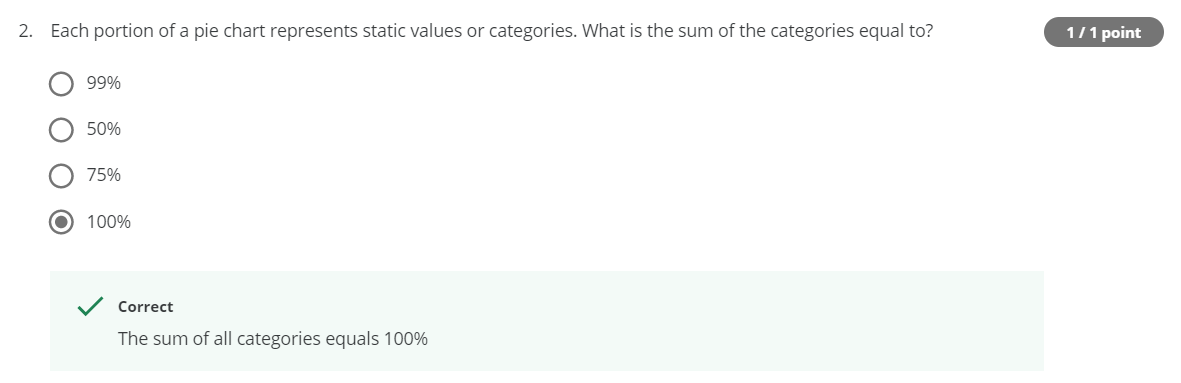 2. Each portion of a pie chart represents static values or categories. What is the sum of the categories equal to?
1 / 1 point
99%
50%
75%
100%
Correct
The sum of all categories equals 100%